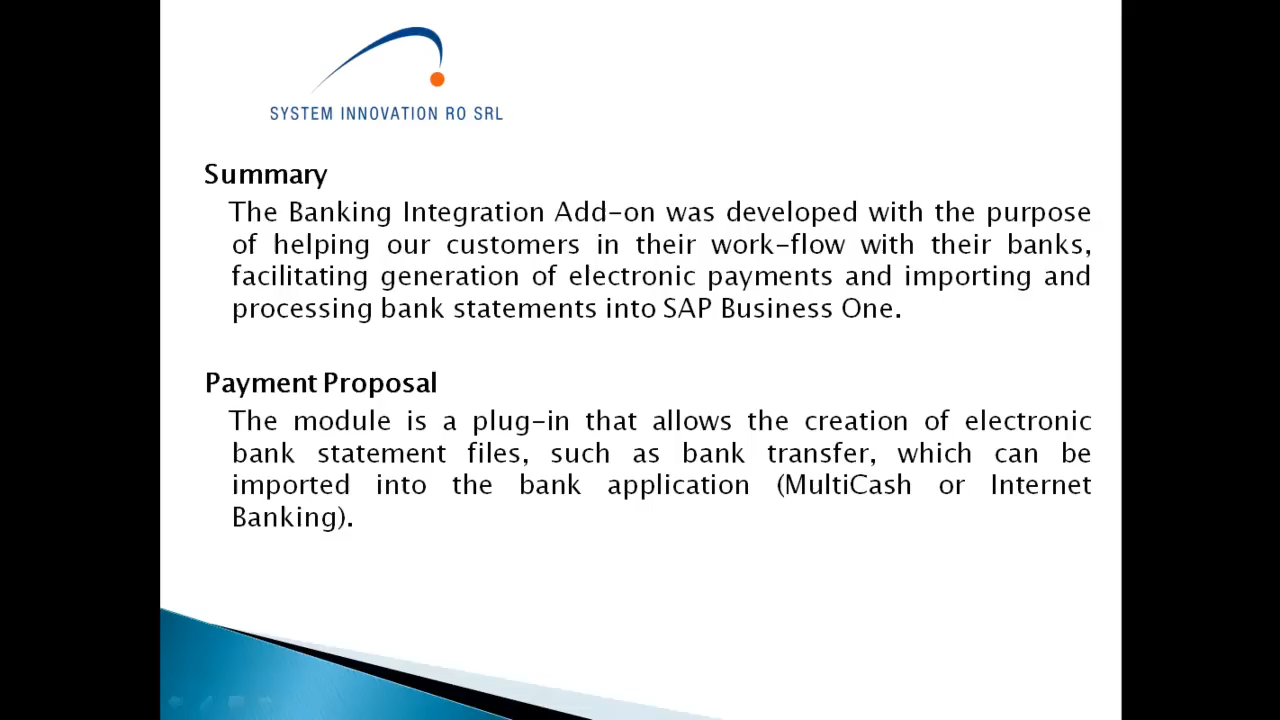 SYSTEM INNOVATION RO SRL
Summary
The Banking Integration Add-on was developed with the purpose
of helping our customers in their work-flow with their banks,
facilitating generation of electronic payments and importing and
processing bank statements into SAP Business One.
Payment Proposal
The module is a plug-in that allows the creation of electronic
bank statement files, such as bank transfer, which can be
imported into the bank application (MultiCash or Internet
Banking).